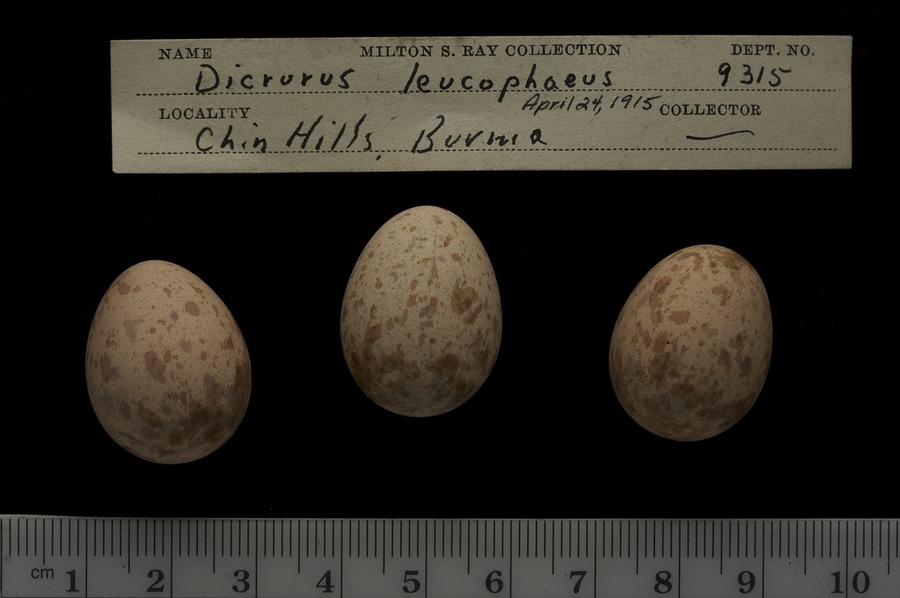 NAME MILTON S. RAY COLLECTION DEPT. NO.
Dicrurus leucophaeus 9315
April 24, 1915
LOCALITY COLLECTOR
Chin Hills, Burma
cm 1 2 3 4 5 6 7 8 9 10